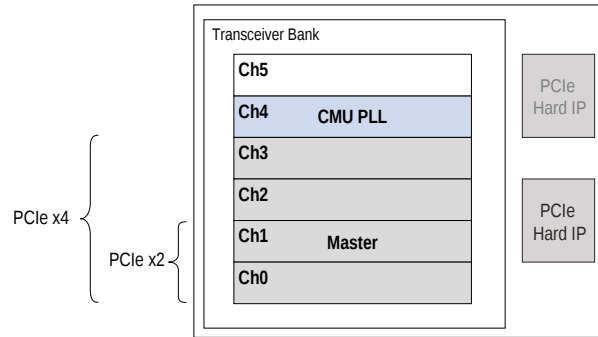 Transceiver Bank
Ch5
Ch4 CMU PLL
Ch3
Ch2
Ch1 Master
Ch0
PCIe x4
PCIe x2
PCIe
Hard IP
PCIe
Hard IP